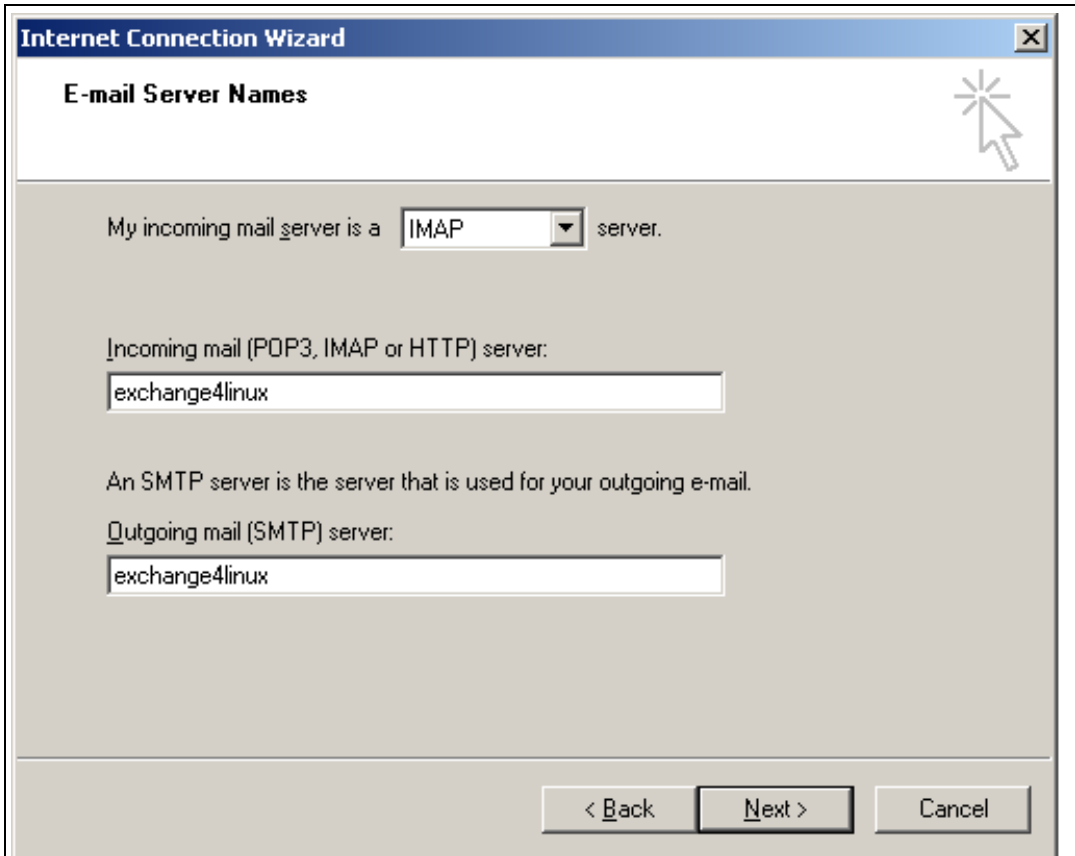 Internet Connection Wizard
E-mail Server Names
My incoming mail server is a IMAP server.
Incoming mail (POP3, IMAP or HTTP) server:
exchange4linux
An SMTP server is the server that is used for your outgoing e-mail.
Outgoing mail (SMTP) server:
exchange4linux
< Back Next > Cancel